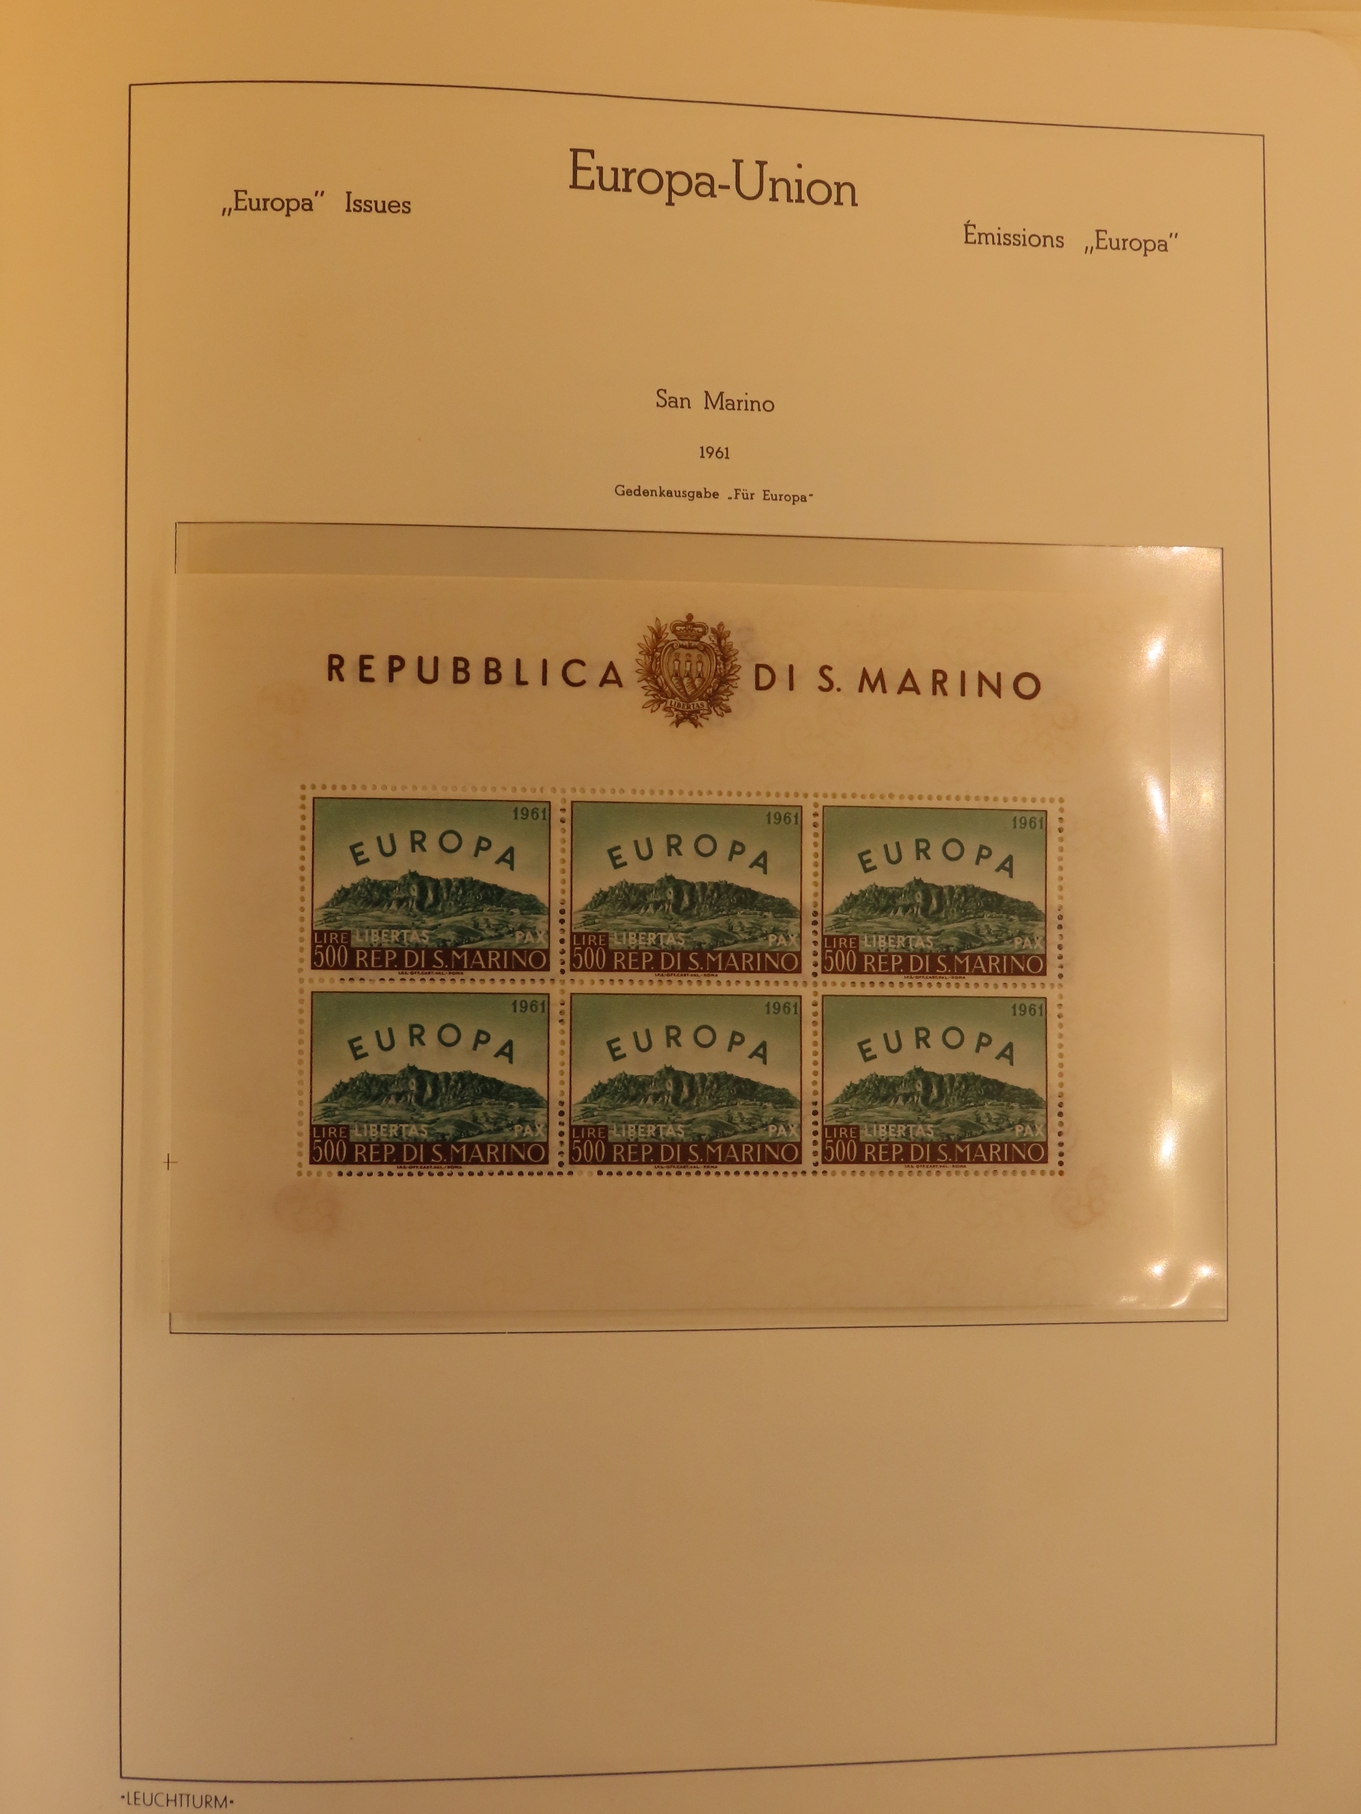 Europa-Union
„Europa" Issues
Émissions „Europa"
San Marino
1961
Gedenkausgabe „Für Europa"
REPUBBLICA DI S. MARINO
LIBERTAS
1961 1961 1961
EUROPA EUROPA EUROPA
LIRE LIBERTAS PAX LIRE LIBERTAS PAX LIRE LIBERTAS PAX
500 REP. DI S. MARINO 500 REP. DI S. MARINO 500 REP. DI S. MARINO
1961 1961 1961
EUROPA EUROPA EUROPA
LIRE LIBERTAS PAX LIRE LIBERTAS PAX LIRE LIBERTAS PAX
500 REP. DI S. MARINO 500 REP. DI S. MARINO 500 REP. DI S. MARINO
•LEUCHTTURM•